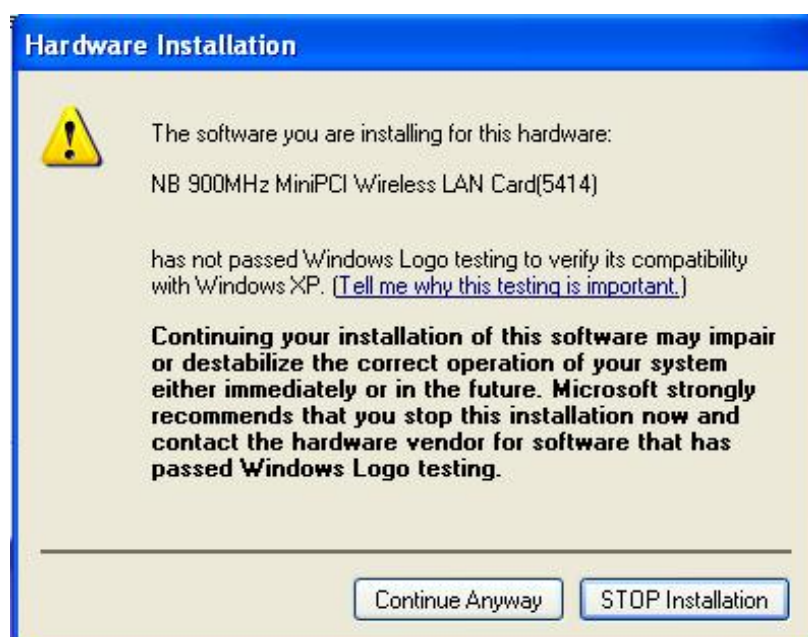 Hardware Installation
The software you are installing for this hardware:
NB 900MHz MiniPCI Wireless LAN Card(5414)
has not passed Windows Logo testing to verify its compatibility
with Windows XP. (Tell me why this testing is important.)
Continuing your installation of this software may impair
or destabilize the correct operation of your system
either immediately or in the future. Microsoft strongly
recommends that you stop this installation now and
contact the hardware vendor for software that has
passed Windows Logo testing.
Continue Anyway
STOP Installation